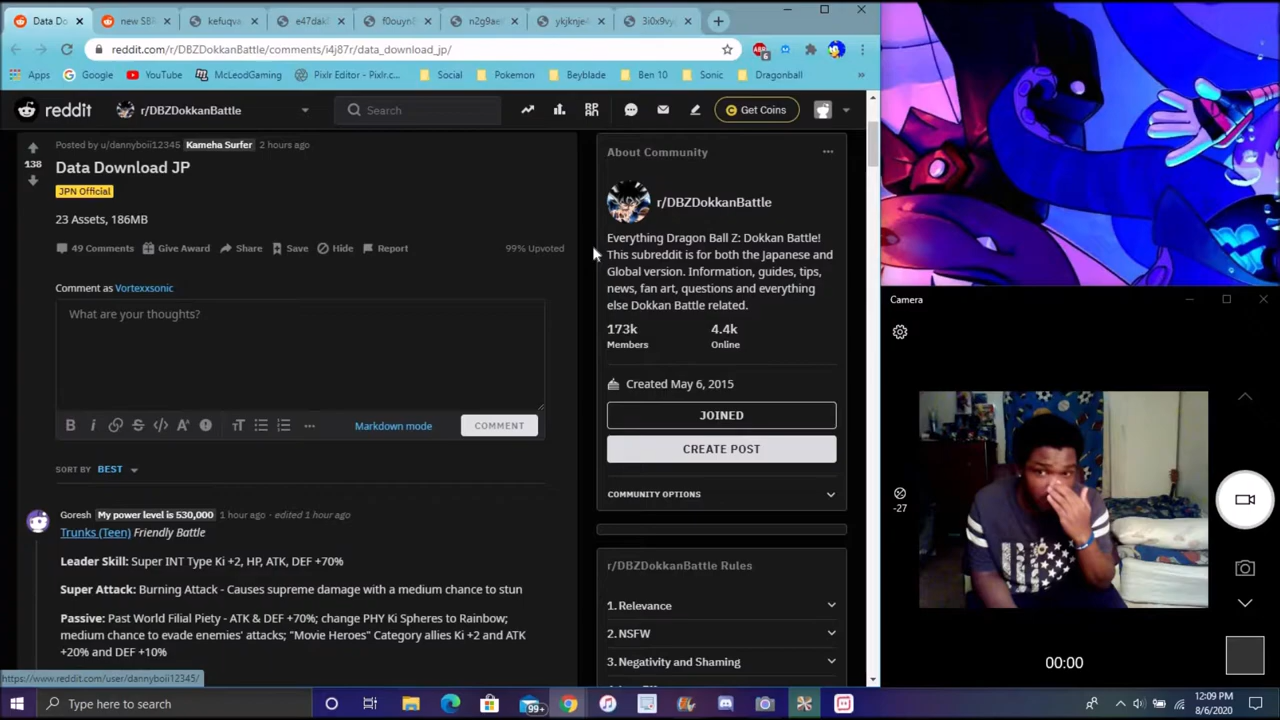 Data Do
new SBR
kefuqva
e47dak
f0ouyn8
n2g9ae
ykjknje
3i0x9vy
reddit.com/r/DBZDokkanBattle/comments/i4j87r/data_download_jp/
ABP
6
Apps
Google
YouTube
McLeodGaming
Pixlr Editor - Pixlr.c...
Social
Pokemon
Beyblade
Ben 10
Sonic
Dragonball
»
reddit
r/DBZDokkanBattle
Search
Get Coins
Posted by u/dannyboii12345 Kameha Surfer 2 hours ago
138
Data Download JP
JPN Official
23 Assets, 186MB
49 Comments Give Award Share Save Hide Report 99% Upvoted
Comment as Vortexxsonic
What are your thoughts?
Markdown mode
COMMENT
SORT BY BEST
Goresh My power level is 530,000 1 hour ago · edited 1 hour ago
Trunks (Teen) Friendly Battle
Leader Skill: Super INT Type Ki +2, HP, ATK, DEF +70%
Super Attack: Burning Attack - Causes supreme damage with a medium chance to stun
Passive: Past World Filial Piety - ATK & DEF +70%; change PHY Ki Spheres to Rainbow;
medium chance to evade enemies' attacks; "Movie Heroes" Category allies Ki +2 and ATK
+20% and DEF +10%
https://www.reddit.com/user/dannyboii12345/
About Community
r/DBZDokkanBattle
Everything Dragon Ball Z: Dokkan Battle!
This subreddit is for both the Japanese and
Global version. Information, guides, tips,
news, fan art, questions and everything
else Dokkan Battle related.
173k 4.4k
Members Online
Created May 6, 2015
JOINED
CREATE POST
COMMUNITY OPTIONS
r/DBZDokkanBattle Rules
1. Relevance
2. NSFW
3. Negativity and Shaming
Camera
-27
00:00
Type here to search
99+
12:09 PM
8/6/2020